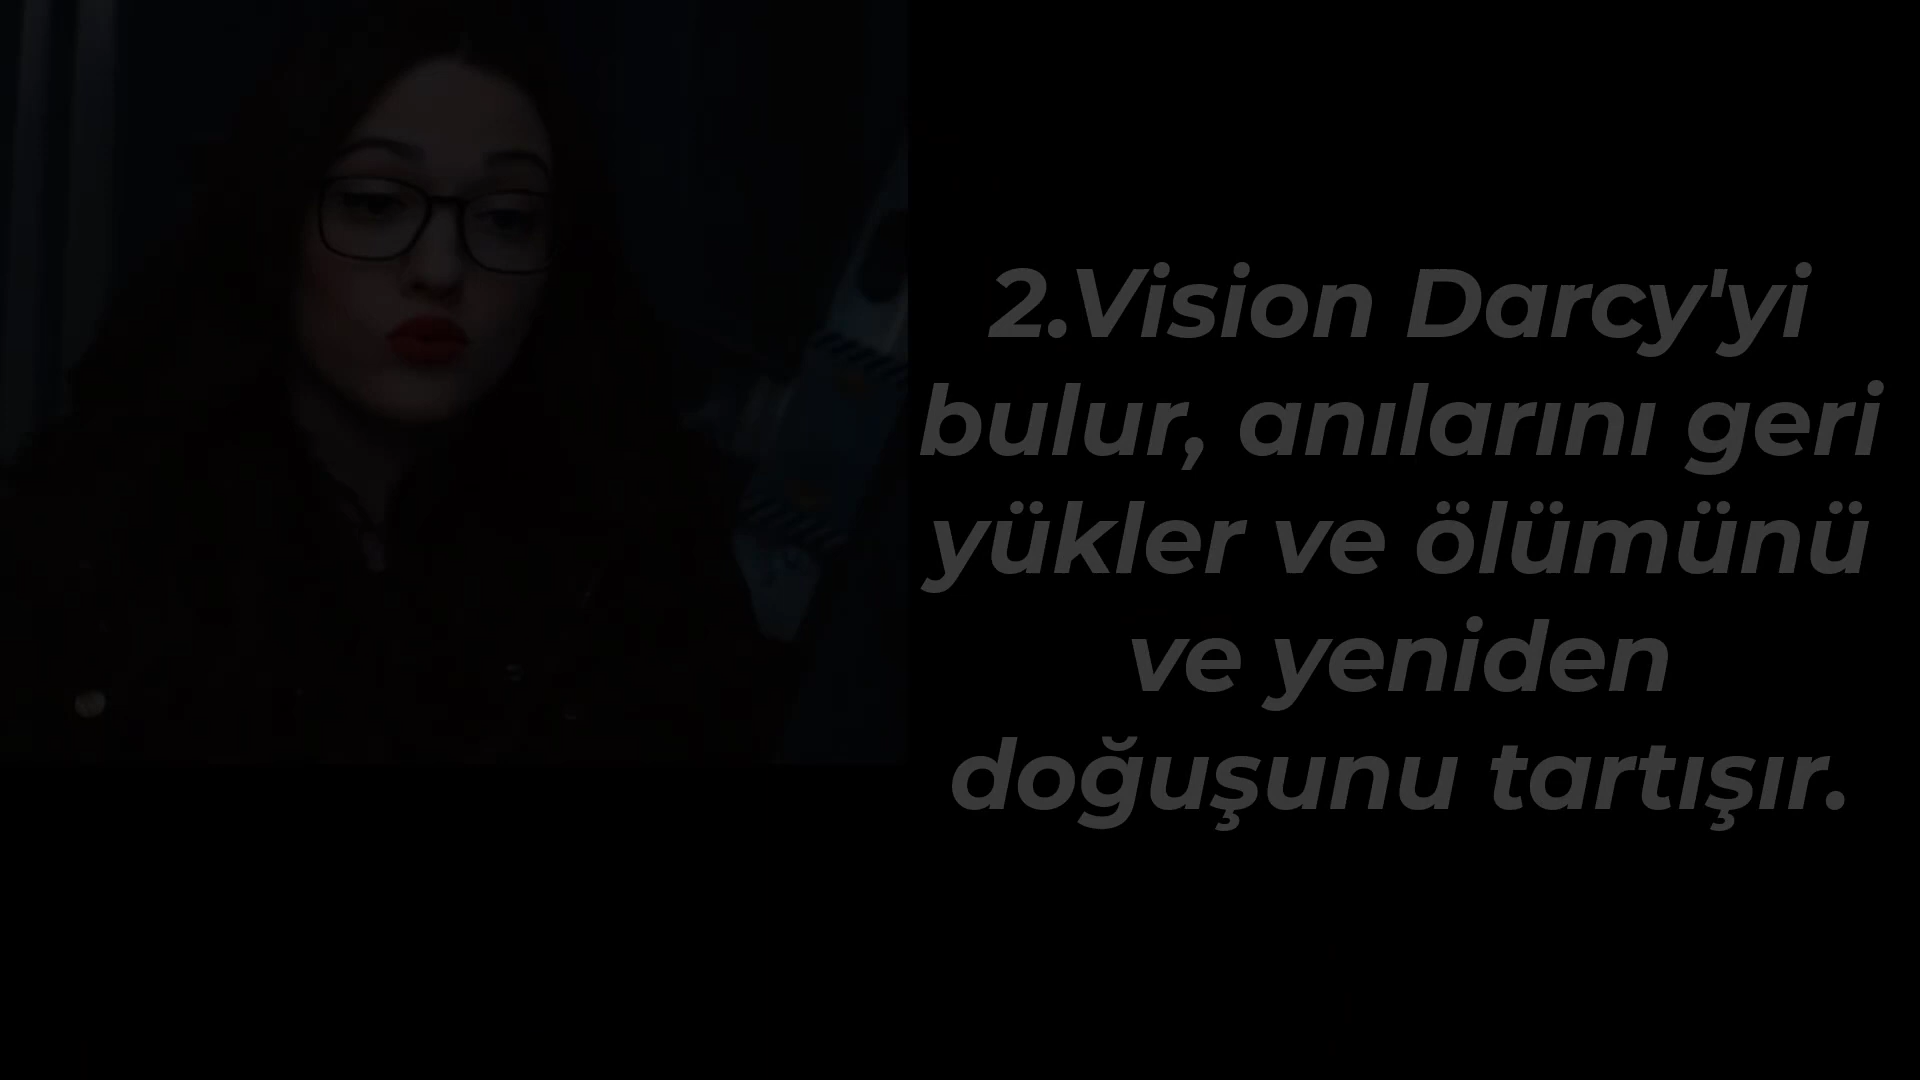 2.Vision Darcy'yi
bulur, anılarını geri
yükler ve ölümünü
ve yeniden
doğuşunu tartışır.